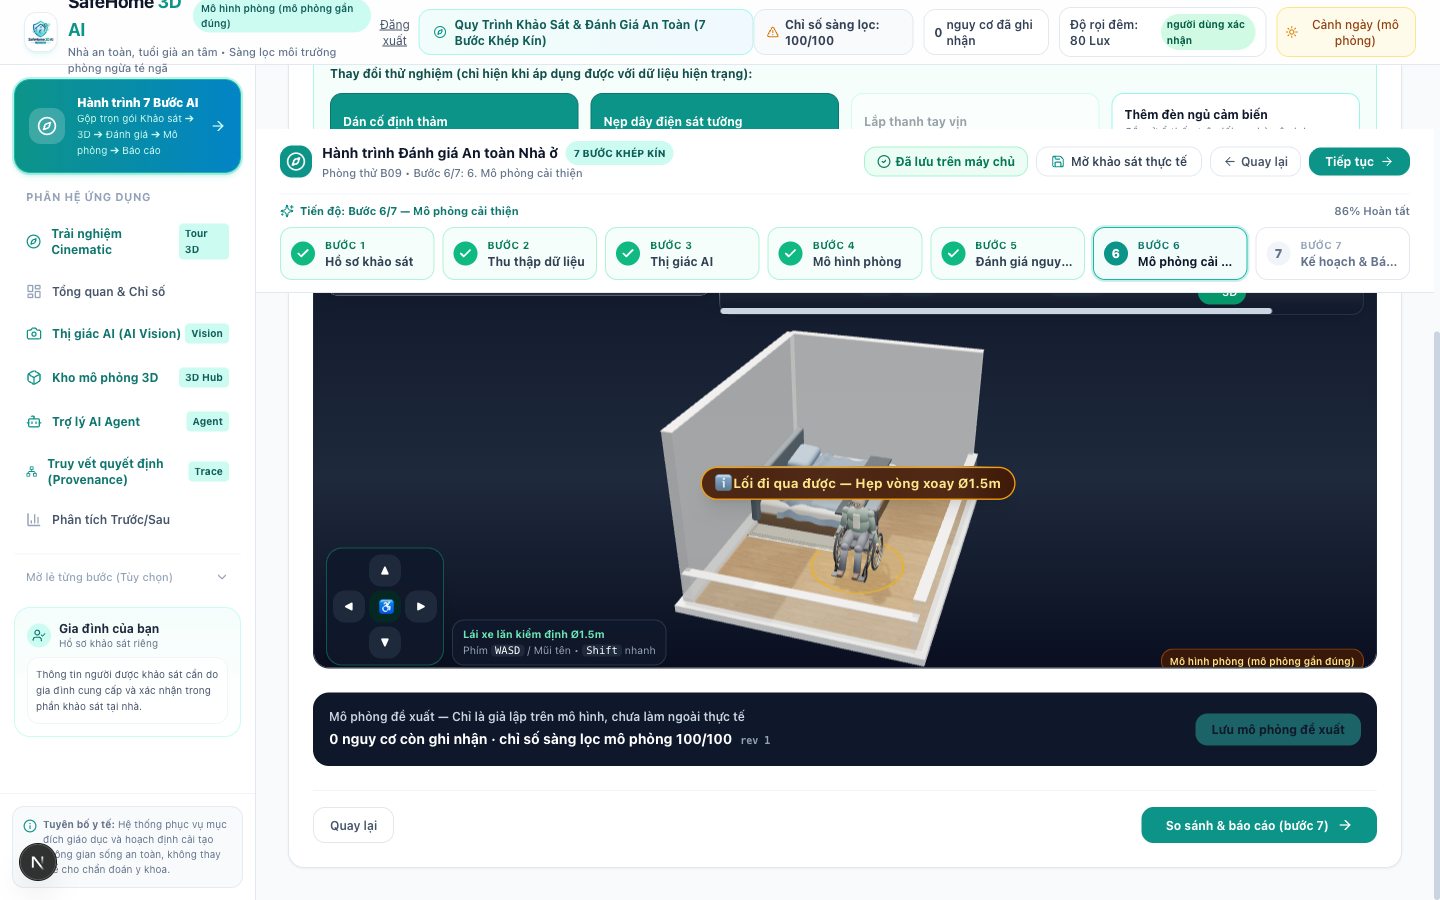 SafeHome 3D
AI
Mô hình phòng (mô phỏng gần
đúng)
Nhà an toàn, tuổi già an tâm • Sàng lọc môi trường
phòng ngừa té ngã
Đăng
xuất
Quy Trình Khảo Sát & Đánh Giá An Toàn (7
Bước Khép Kín)
Chỉ số sàng lọc:
100/100
0 nguy cơ đã ghi
nhận
Độ rọi đêm:
80 Lux
người dùng xác
nhận
Cảnh ngày (mô
phỏng)
Hành trình 7 Bước AI
Gộp trọn gói Khảo sát →
3D → Đánh giá → Mô
phỏng → Báo cáo
PHÂN HỆ ỨNG DỤNG
Trải nghiệm
Cinematic
Tour
3D
Tổng quan & Chỉ số
Thị giác AI (AI Vision)
Vision
Kho mô phỏng 3D
3D Hub
Trợ lý AI Agent
Agent
Truy vết quyết định
(Provenance)
Trace
Phân tích Trước/Sau
Mở lẻ từng bước (Tùy chọn)
Gia đình của bạn
Hồ sơ khảo sát riêng
Thông tin người được khảo sát cần do
gia đình cung cấp và xác nhận trong
phần khảo sát tại nhà.
Tuyên bố y tế: Hệ thống phục vụ mục
đích giáo dục và hoạch định cải tạo
không gian sống an toàn, không thay
thế cho chẩn đoán y khoa.
N
Thay đổi thử nghiệm (chỉ hiện khi áp dụng được với dữ liệu hiện trạng):
Dán cố định thảm
Nẹp dây điện sát tường
Lắp thanh tay vịn
Thêm đèn ngủ cảm biến
Hành trình Đánh giá An toàn Nhà ở
7 BƯỚC KHÉP KÍN
Phòng thử B09 • Bước 6/7: 6. Mô phỏng cải thiện
Đã lưu trên máy chủ
Mở khảo sát thực tế
← Quay lại
Tiếp tục →
Tiến độ: Bước 6/7 — Mô phỏng cải thiện
86% Hoàn tất
BƯỚC 1
Hồ sơ khảo sát
BƯỚC 2
Thu thập dữ liệu
BƯỚC 3
Thị giác AI
BƯỚC 4
Mô hình phòng
BƯỚC 5
Đánh giá nguy...
6
BƯỚC 6
Mô phỏng cải ...
7
BƯỚC 7
Kế hoạch & Bá...
3D
Lối đi qua được — Hẹp vòng xoay Ø1.5m
Lái xe lăn kiểm định Ø1.5m
Phím WASD / Mũi tên • Shift nhanh
Mô hình phòng (mô phỏng gần đúng)
Mô phỏng đề xuất — Chỉ là giả lập trên mô hình, chưa làm ngoài thực tế
0 nguy cơ còn ghi nhận · chỉ số sàng lọc mô phỏng 100/100 rev 1
Lưu mô phỏng đề xuất
Quay lại
So sánh & báo cáo (bước 7) →